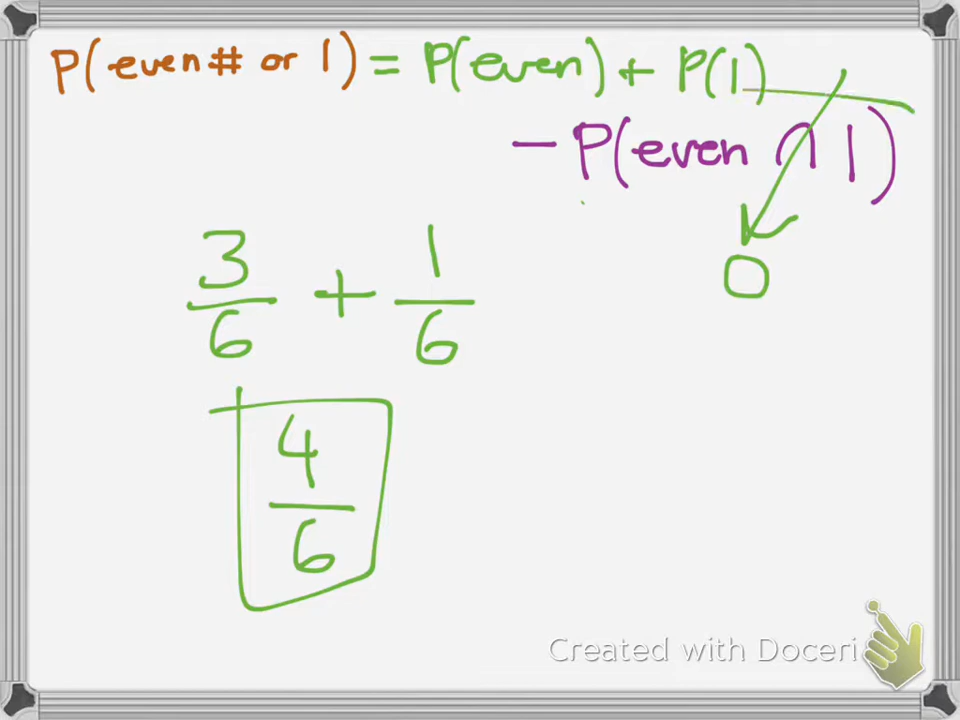 P(even# or 1) = P(even) + P(1)
- P(even ∩ 1)
0
3/6 + 1/6
4/6
Created with Doceri